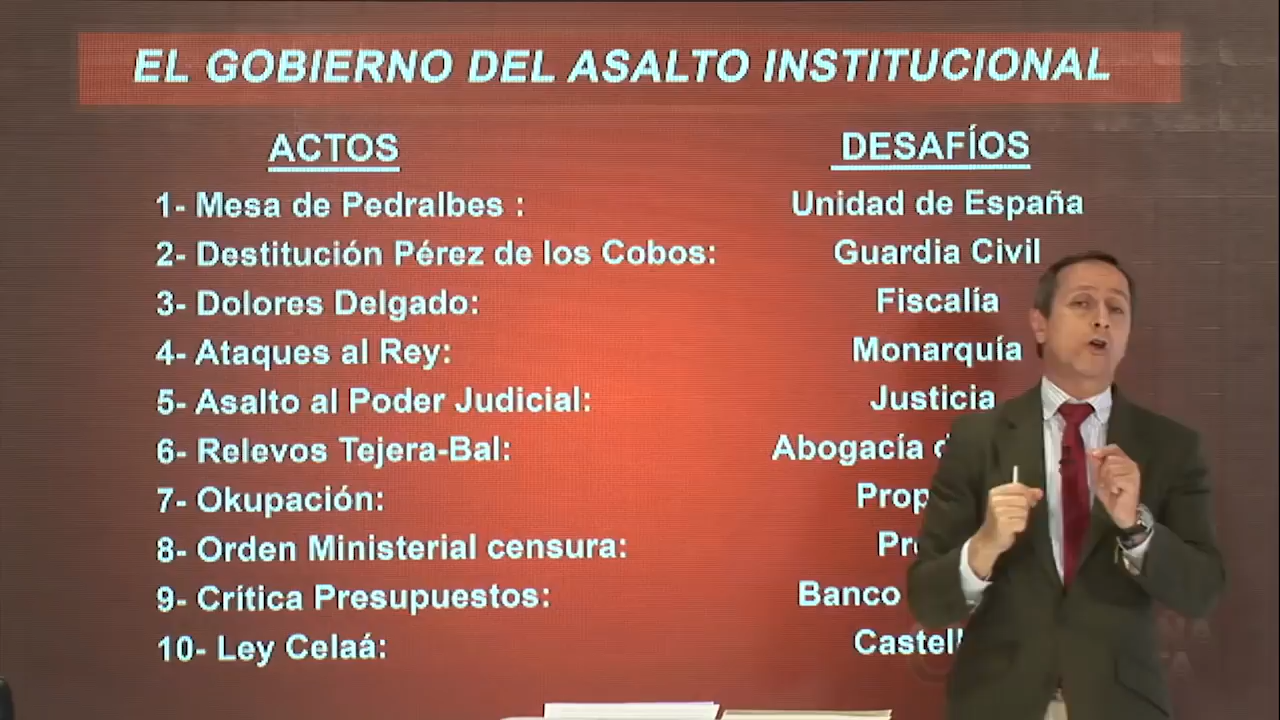 EL GOBIERNO DEL ASALTO INSTITUCIONAL
ACTOS DESAFÍOS
1- Mesa de Pedralbes : Unidad de España
2- Destitución Pérez de los Cobos: Guardia Civil
3- Dolores Delgado: Fiscalía
4- Ataques al Rey: Monarquía
5- Asalto al Poder Judicial: Justicia
6- Relevos Tejera-Bal: Abogacía
7- Okupación:
8- Orden Ministerial censura:
9- Crítica Presupuestos: Banco
10- Ley Celaá: